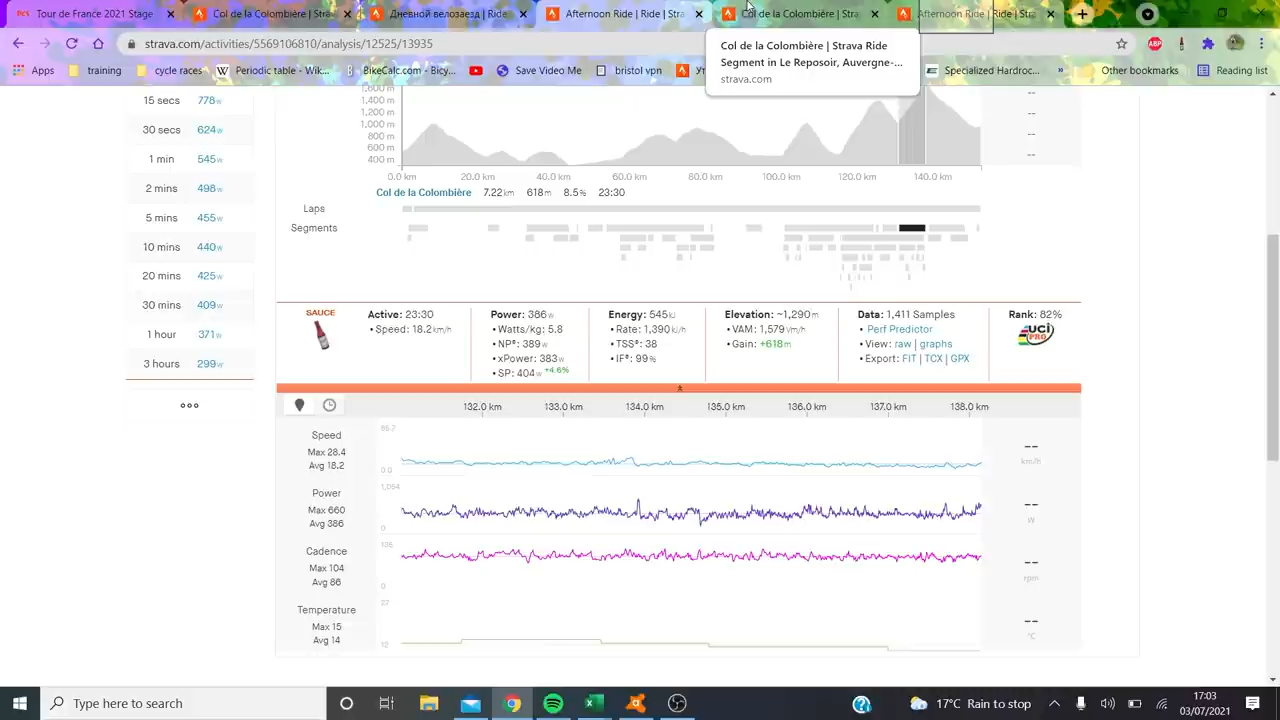 Tour de France 2021 Stage
Col de la Colombière | Str
Дневной велозаезд | Ride
Afternoon Ride | Stra
Col de la Colombière | Stra
Afternoon Ride | Ride
strava.com/activities/5569106810/analysis/12525/13935
Col de la Colombière | Strava Ride
Segment in Le Reposoir, Auvergne-...
strava.com
Apps
training
cycle races
Periodic table - Wik...
BikeCalc.com - Bicy...
Save Video Me
bristol vpn
Specialized Hardroc...
»
Other bookmarks
Reading list
15 secs 778w
30 secs 624w
1 min 545w
2 mins 498w
5 mins 455w
10 mins 440w
20 mins 425w
30 mins 409w
1 hour 371w
3 hours 299w
1,600 m
1,400 m
1,200 m
1,000 m
800 m
600 m
400 m
--
--
--
--
0.0 km 20.0 km 40.0 km 60.0 km 80.0 km 100.0 km 120.0 km 140.0 km
Col de la Colombière 7.22km 618m 8.5% 23:30
Laps
Segments
SAUCE
Active: 23:30
• Speed: 18.2km/h
Power: 386w
• Watts/kg: 5.8
• NP®: 389w
• xPower: 383w
• SP: 404w +4.6%
Energy: 545kJ
• Rate: 1,390kJ/h
• TSS®: 38
• IF®: 99%
Elevation: ~1,290m
• VAM: 1,579Vm/h
• Gain: +618m
Data: 1,411 Samples
• Perf Predictor
• View: raw | graphs
• Export: FIT | TCX | GPX
Rank: 82%
UCI
PRO
132.0 km 133.0 km 134.0 km 135.0 km 136.0 km 137.0 km 138.0 km
Speed
Max 28.4
Avg 18.2
0.0
--
km/h
Power
Max 660
Avg 386
1,054
0
--
W
Cadence
Max 104
Avg 86
0
--
rpm
Temperature
Max 15
Avg 14
27
12
--
°C
Type here to search
17°C Rain to stop
17:03
03/07/2021